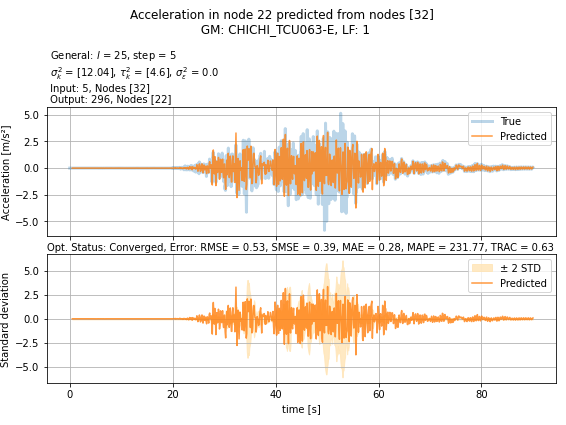 Acceleration in node 22 predicted from nodes [32]
GM: CHICHI_TCU063-E, LF: 1
General: l = 25, step = 5
σ²ₖ = [12.04], τ²ₖ = [4.6], σ²ε = 0.0
Input: 5, Nodes [32]
Output: 296, Nodes [22]
Acceleration [m/s²]
5.0
2.5
0.0
−2.5
−5.0
True
Predicted
Opt. Status: Converged, Error: RMSE = 0.53, SMSE = 0.39, MAE = 0.28, MAPE = 231.77, TRAC = 0.63
Standard deviation
5.0
2.5
0.0
−2.5
−5.0
± 2 STD
Predicted
0 20 40 60 80
time [s]